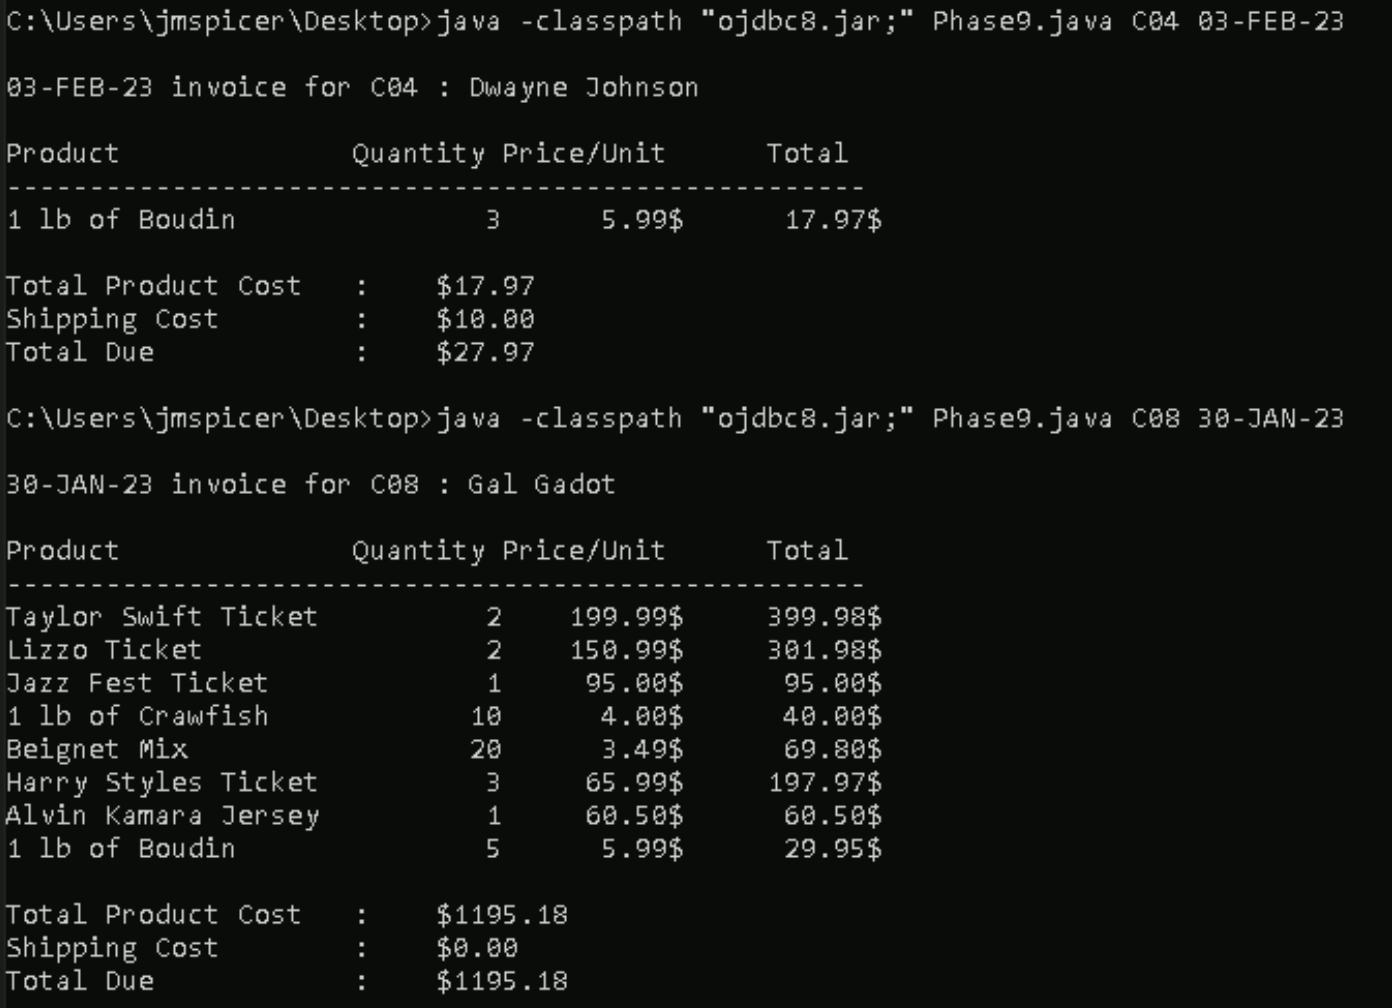 C:\Users\jmspicer\Desktop>java -classpath "ojdbc8.jar;" Phase9.java C04 03-FEB-23
03-FEB-23 invoice for C04 : Dwayne Johnson
Product Quantity Price/Unit Total
----------------------------------------------------
1 lb of Boudin 3 5.99$ 17.97$
Total Product Cost : $17.97
Shipping Cost : $10.00
Total Due : $27.97
C:\Users\jmspicer\Desktop>java -classpath "ojdbc8.jar;" Phase9.java C08 30-JAN-23
30-JAN-23 invoice for C08 : Gal Gadot
Product Quantity Price/Unit Total
----------------------------------------------------
Taylor Swift Ticket 2 199.99$ 399.98$
Lizzo Ticket 2 150.99$ 301.98$
Jazz Fest Ticket 1 95.00$ 95.00$
1 lb of Crawfish 10 4.00$ 40.00$
Beignet Mix 20 3.49$ 69.80$
Harry Styles Ticket 3 65.99$ 197.97$
Alvin Kamara Jersey 1 60.50$ 60.50$
1 lb of Boudin 5 5.99$ 29.95$
Total Product Cost : $1195.18
Shipping Cost : $0.00
Total Due : $1195.18